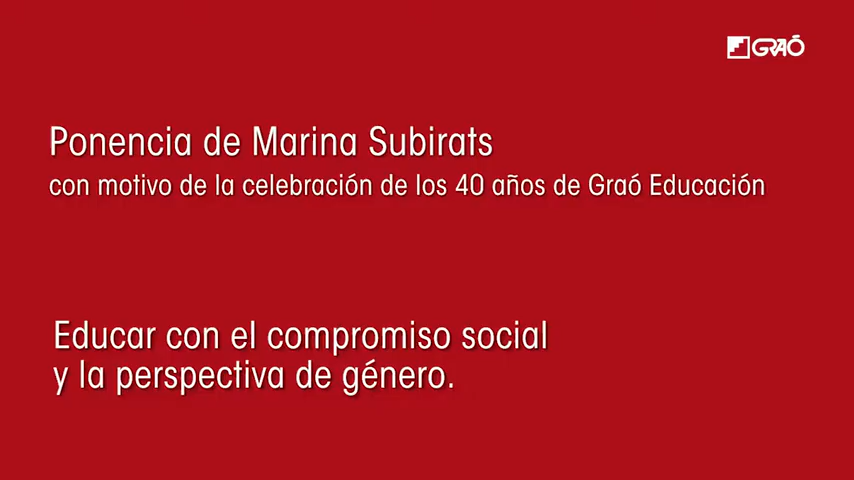 GRAÓ
Ponencia de Marina Subirats
con motivo de la celebración de los 40 años de Graó Educación
Educar con el compromiso social
y la perspectiva de género.